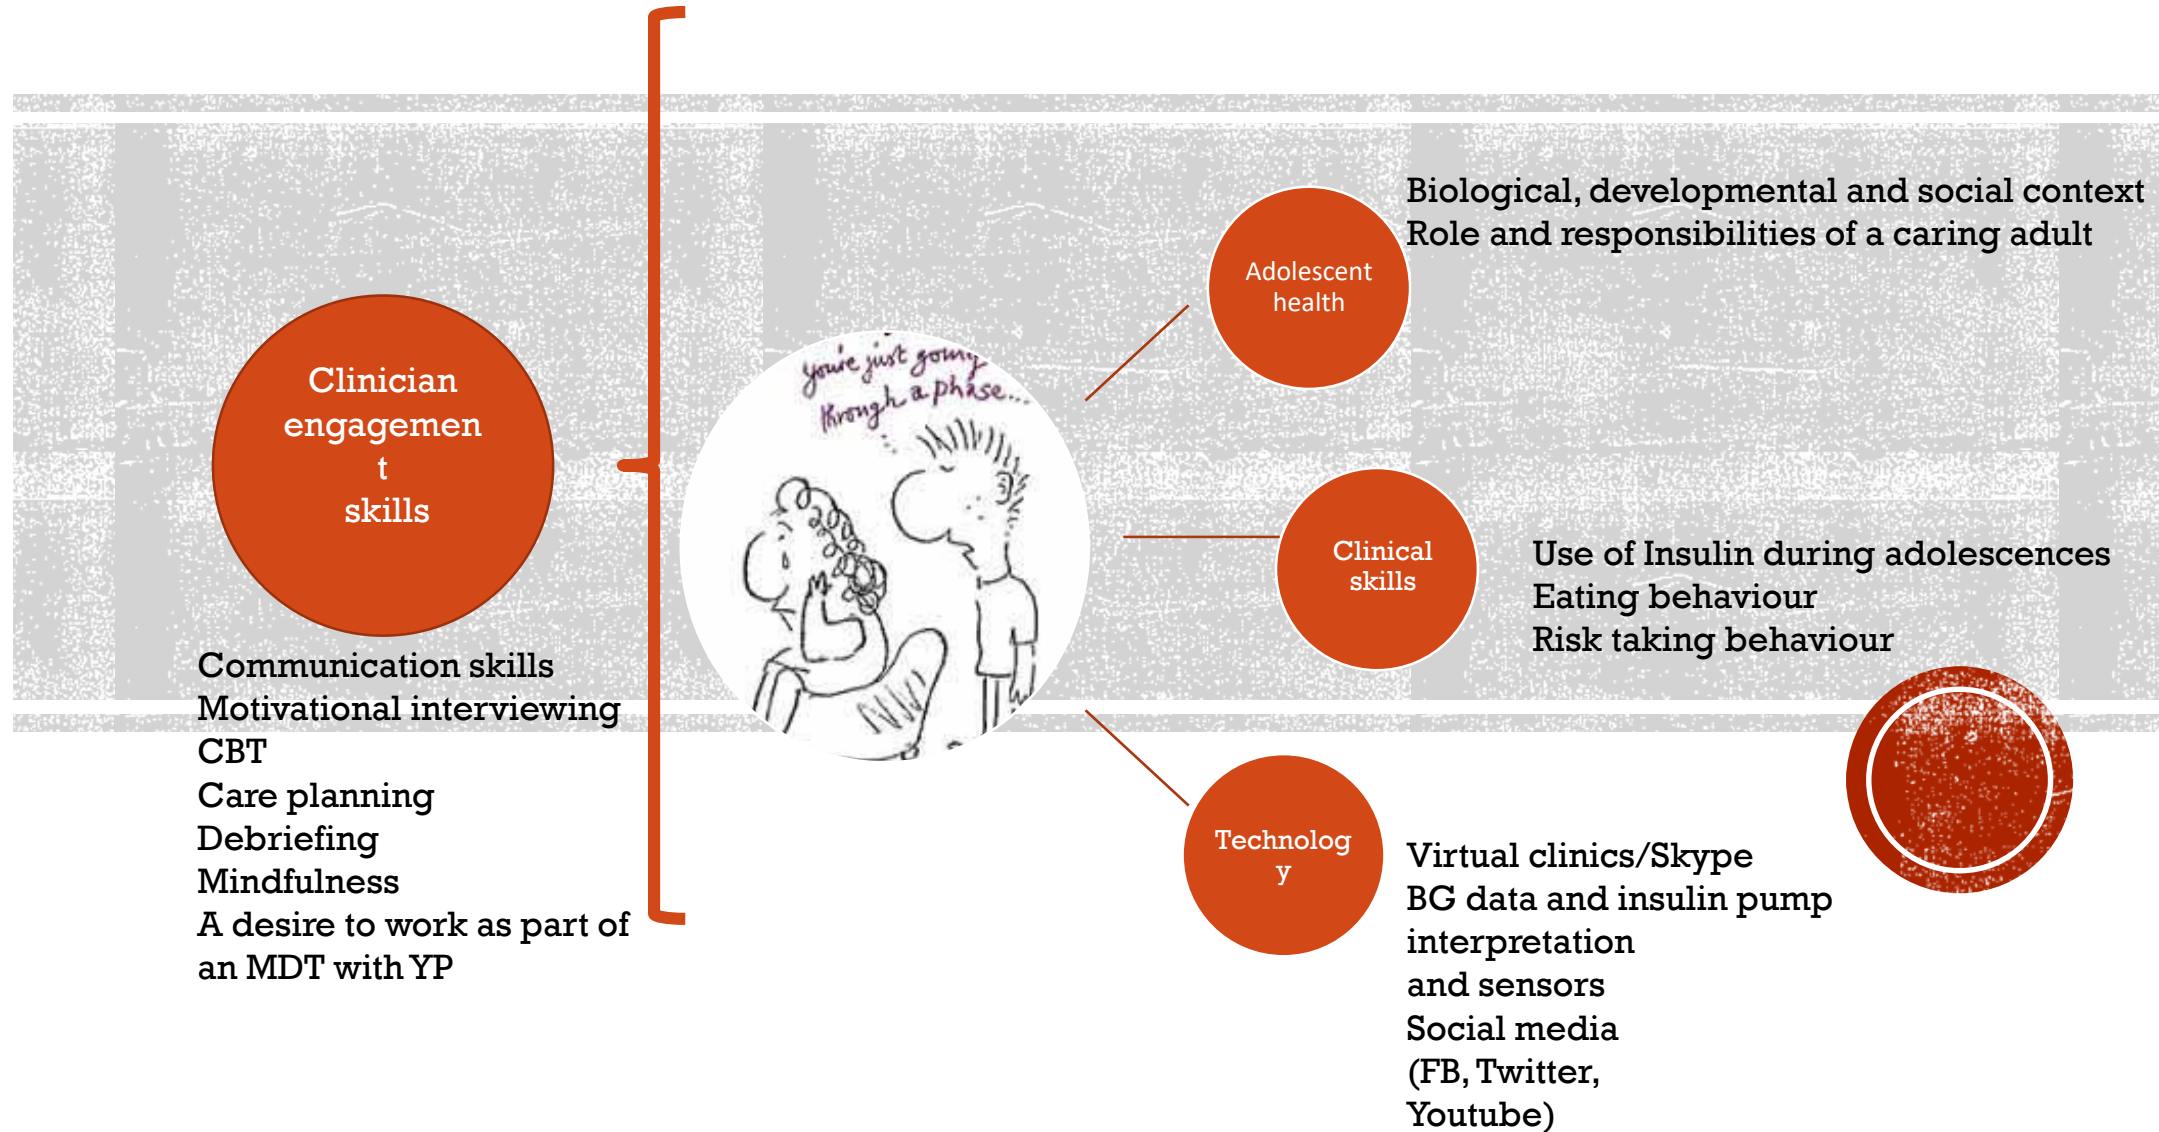 Clinician
engagemen
t
skills
Communication skills
Motivational interviewing
CBT
Care planning
Debriefing
Mindfulness
A desire to work as part of
an MDT with YP
you're just going
through a phase...
Adolescent
health
Biological, developmental and social context
Role and responsibilities of a caring adult
Clinical
skills
Use of Insulin during adolescences
Eating behaviour
Risk taking behaviour
Technolog
y
Virtual clinics/Skype
BG data and insulin pump
interpretation
and sensors
Social media
(FB, Twitter,
Youtube)